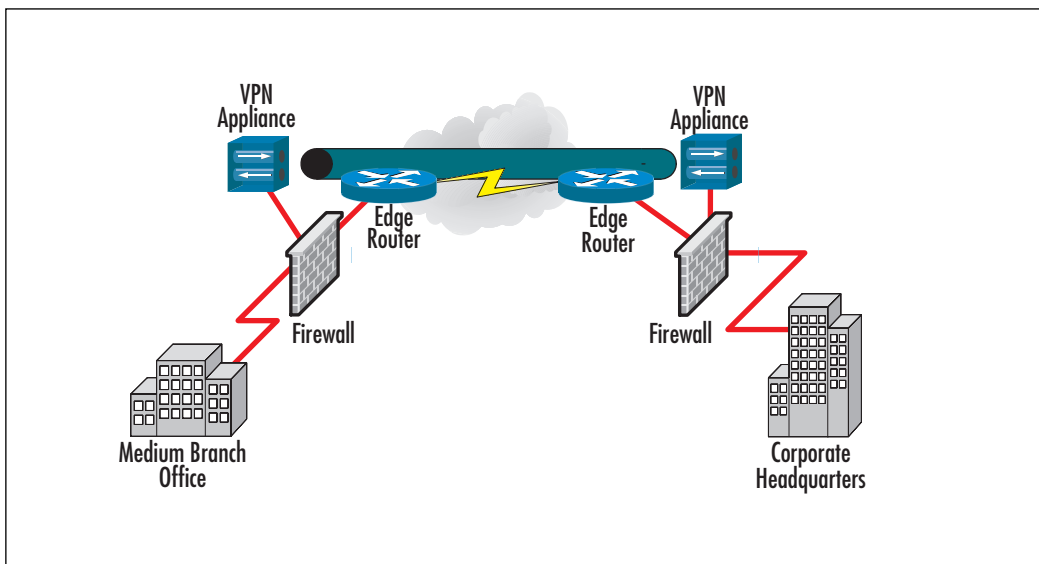 VPN
Appliance
VPN
Appliance
Edge
Router
Edge
Router
Firewall
Firewall
Medium Branch
Office
Corporate
Headquarters